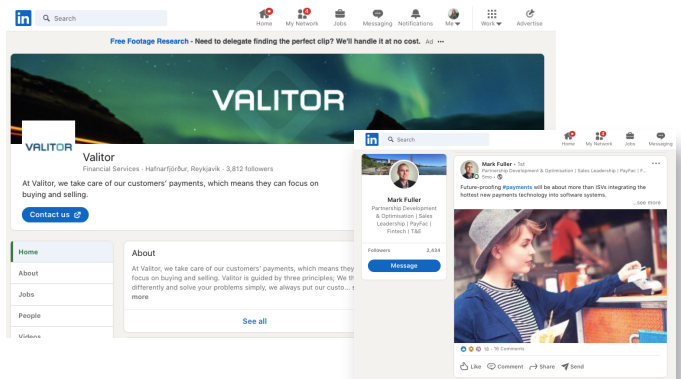 in
Search
Home
My Network
Jobs
Messaging
Notifications
Me
Work
Advertise
Free Footage Research - Need to delegate finding the perfect clip? We'll handle it at no cost. Ad ···
VALITOR
VALITOR
Valitor
Financial Services · Hafnarfjörður, Reykjavik · 3,812 followers
At Valitor, we take care of our customers' payments, which means they can focus on
buying and selling.
Contact us
Home
About
Jobs
People
Videos
About
At Valitor, we take care of our customers' payments, which means they
focus on buying and selling. Valitor is guided by three principles; We
differently and solve your problems simply, we always put our custo...
more
See all
in
Search
Home
My Network
Jobs
Messaging
Mark Fuller
Partnership Development
& Optimisation | Sales
Leadership | PayFac |
Fintech | T&E
Followers 2,434
Message
Mark Fuller • 1st
Partnership Development & Optimisation | Sales Leadership | PayFac | F...
5mo •
Future-proofing #payments will be about more than ISVs integrating the
hottest new payments technology into software systems.
...see more
10 Comments
Like
Comment
Share
Send